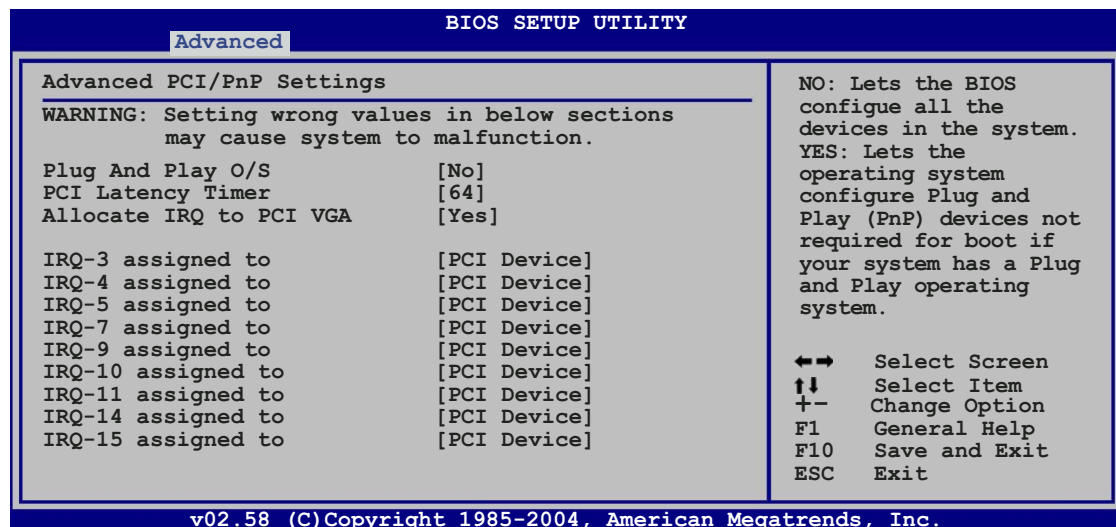 BIOS SETUP UTILITY
Advanced
Advanced PCI/PnP Settings
WARNING: Setting wrong values in below sections
may cause system to malfunction.
Plug And Play O/S [No]
PCI Latency Timer [64]
Allocate IRQ to PCI VGA [Yes]
IRQ-3 assigned to [PCI Device]
IRQ-4 assigned to [PCI Device]
IRQ-5 assigned to [PCI Device]
IRQ-7 assigned to [PCI Device]
IRQ-9 assigned to [PCI Device]
IRQ-10 assigned to [PCI Device]
IRQ-11 assigned to [PCI Device]
IRQ-14 assigned to [PCI Device]
IRQ-15 assigned to [PCI Device]
NO: Lets the BIOS
configue all the
devices in the system.
YES: Lets the
operating system
configure Plug and
Play (PnP) devices not
required for boot if
your system has a Plug
and Play operating
system.
←→ Select Screen
↑↓ Select Item
+- Change Option
F1 General Help
F10 Save and Exit
ESC Exit
v02.58 (C)Copyright 1985-2004, American Megatrends, Inc.